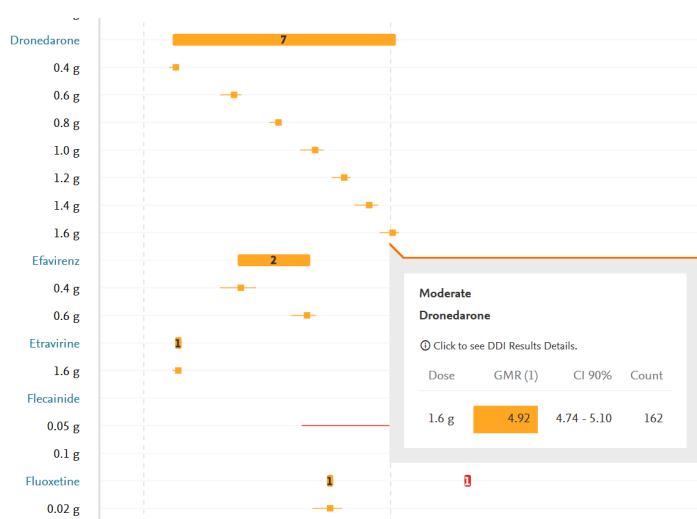 Dronedarone 7
0.4 g
0.6 g
0.8 g
1.0 g
1.2 g
1.4 g
1.6 g
Efavirenz 2
0.4 g
0.6 g
Etravirine 1
1.6 g
Flecainide
0.05 g
0.1 g
Fluoxetine 1 1
0.02 g
Moderate
Dronedarone
Click to see DDI Results Details.
Dose GMR (1) CI 90% Count
1.6 g 4.92 4.74 - 5.10 162